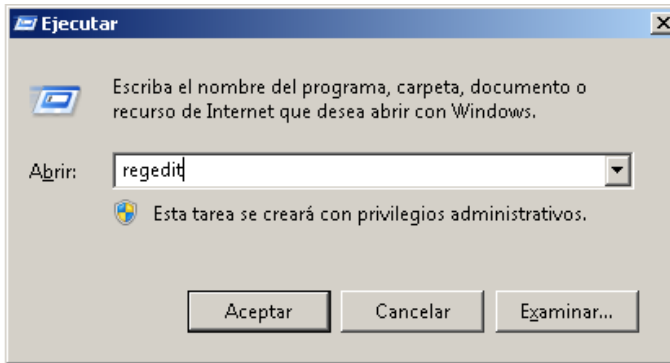 Ejecutar
Escriba el nombre del programa, carpeta, documento o
recurso de Internet que desea abrir con Windows.
Abrir:
regedit
Esta tarea se creará con privilegios administrativos.
Aceptar
Cancelar
Examinar...